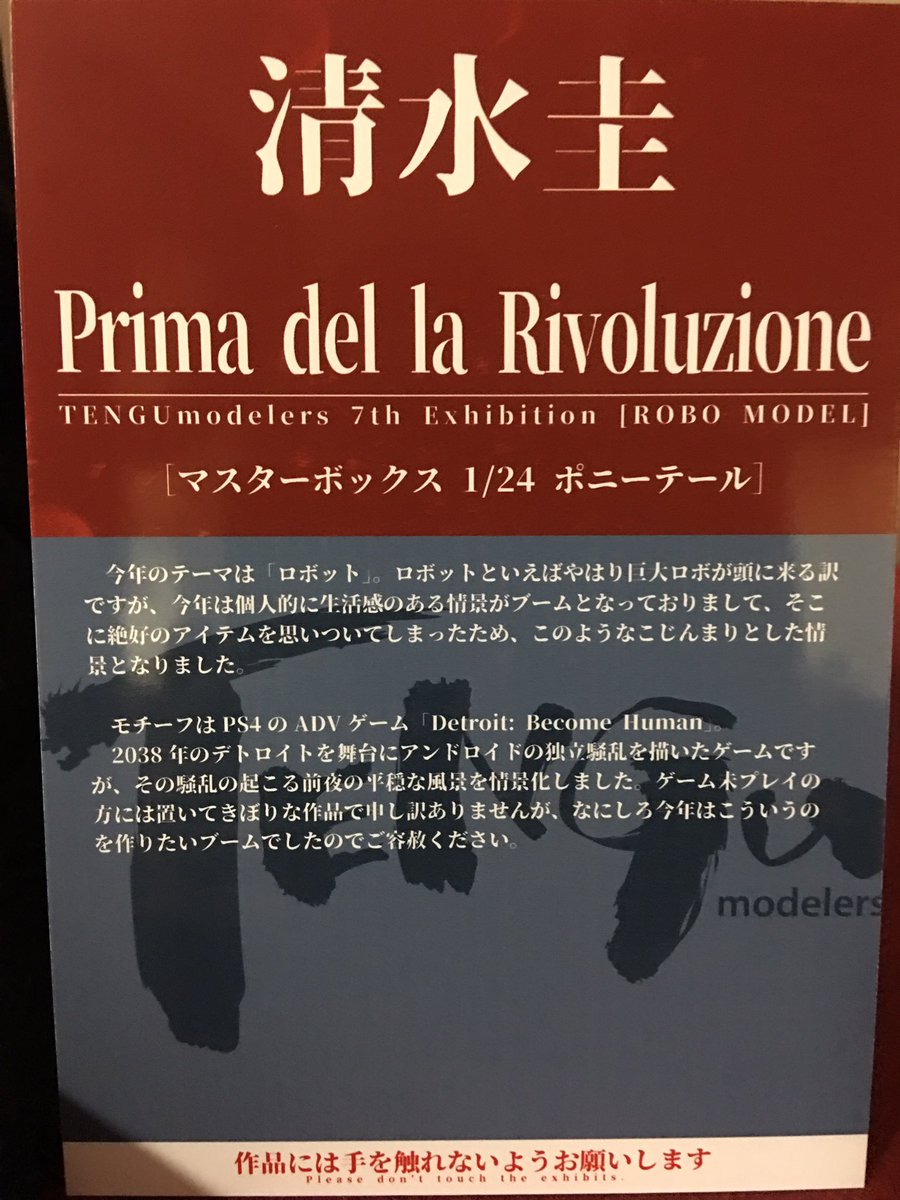 清水圭
Prima del la Rivoluzione
TENGUmodelers 7th Exhibition [ROBO MODEL]
［マスターボックス 1/24 ポニーテール］
今年のテーマは「ロボット」。ロボットといえばやはり巨大ロボが頭に来る訳
ですが、今年は個人的に生活感のある情景がブームとなっておりまして、そこ
に絶好のアイテムを思いついてしまったため、このようなこじんまりとした情
景となりました。
モチーフは PS4 の ADV ゲーム「Detroit: Become Human」。
2038 年のデトロイトを舞台にアンドロイドの独立騒乱を描いたゲームです
が、その騒乱の起こる前夜の平穏な風景を情景化しました。ゲーム未プレイの
方には置いてきぼりな作品で申し訳ありませんが、なにしろ今年はこういうの
を作りたいブームでしたのでご容赦ください。
TENGU
modelers
作品には手を触れないようお願いします
Please don't touch the exhibits.